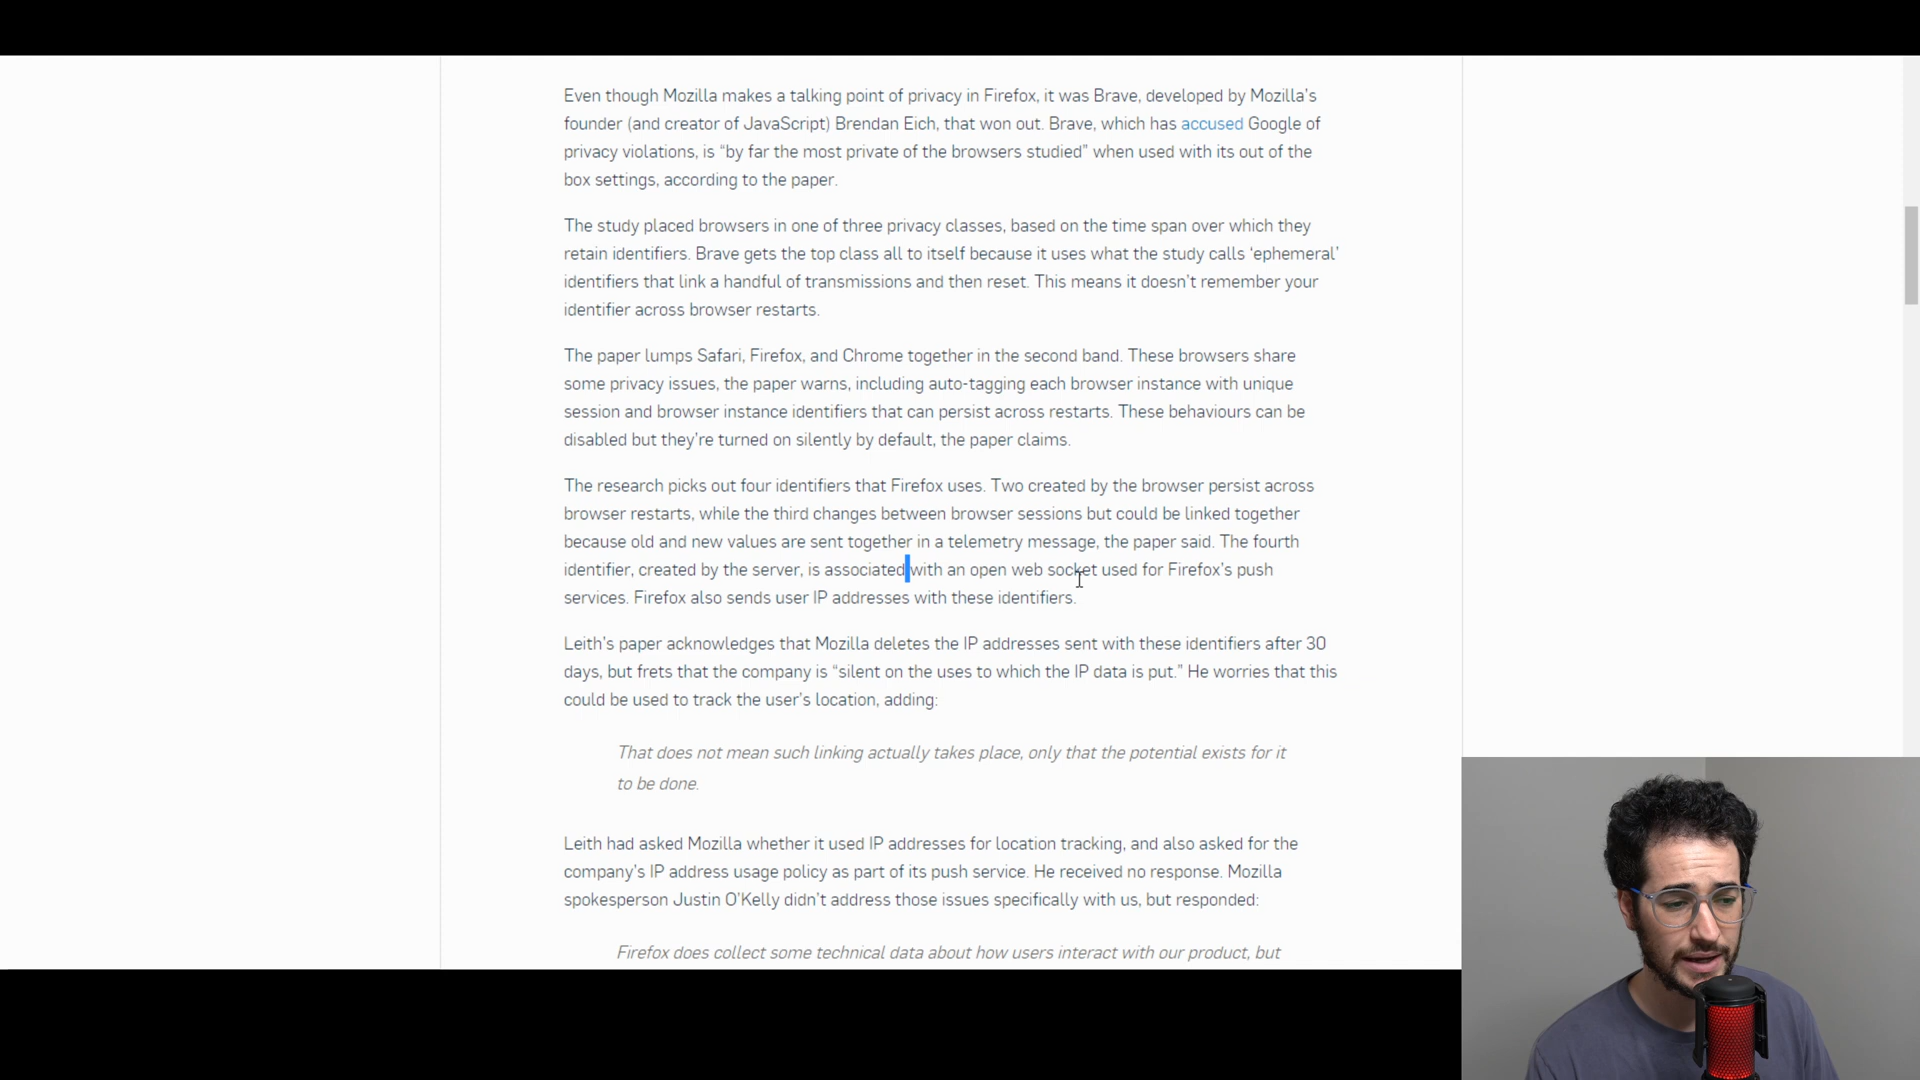 Even though Mozilla makes a talking point of privacy in Firefox, it was Brave, developed by Mozilla’s
founder (and creator of JavaScript) Brendan Eich, that won out. Brave, which has accused Google of
privacy violations, is “by far the most private of the browsers studied” when used with its out of the
box settings, according to the paper.
The study placed browsers in one of three privacy classes, based on the time span over which they
retain identifiers. Brave gets the top class all to itself because it uses what the study calls ‘ephemeral’
identifiers that link a handful of transmissions and then reset. This means it doesn’t remember your
identifier across browser restarts.
The paper lumps Safari, Firefox, and Chrome together in the second band. These browsers share
some privacy issues, the paper warns, including auto-tagging each browser instance with unique
session and browser instance identifiers that can persist across restarts. These behaviours can be
disabled but they’re turned on silently by default, the paper claims.
The research picks out four identifiers that Firefox uses. Two created by the browser persist across
browser restarts, while the third changes between browser sessions but could be linked together
because old and new values are sent together in a telemetry message, the paper said. The fourth
identifier, created by the server, is associated with an open web socket used for Firefox’s push
services. Firefox also sends user IP addresses with these identifiers.
Leith’s paper acknowledges that Mozilla deletes the IP addresses sent with these identifiers after 30
days, but frets that the company is “silent on the uses to which the IP data is put.” He worries that this
could be used to track the user’s location, adding:
That does not mean such linking actually takes place, only that the potential exists for it
to be done.
Leith had asked Mozilla whether it used IP addresses for location tracking, and also asked for the
company’s IP address usage policy as part of its push service. He received no response. Mozilla
spokesperson Justin O’Kelly didn’t address those issues specifically with us, but responded:
Firefox does collect some technical data about how users interact with our product, but